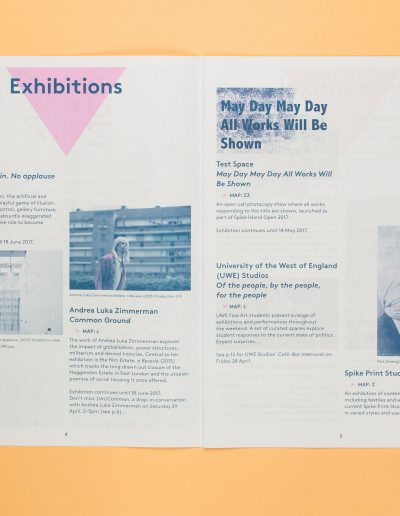 Exhibitions
in. No applause
n, the artificial and
playful game of illusion.
control, gallery furniture,
absurdly exaggerated
ive role to become
il 18 June 2017.
applause. (2017). Installation view.
Andrea Luka Zimmerman Estate, a Reverie (2015) Production still
Andrea Luka Zimmerman
Common Ground
MAP: J
The work of Andrea Luka Zimmerman explores
the impact of globalisation, power structures,
militarism and denied histories. Central to her
exhibition is the film Estate, a Reverie (2015)
which tracks the long drawn out closure of the
Haggerston Estate in East London and the utopian
promise of social housing it once offered.
Exhibition continues until 18 June 2017.
Don't miss (Un)Common; a drop in conversation
with Andrea Luka Zimmerman on Saturday 29
April, 2–5pm (see p.6).
4
May Day May Day
All Works Will Be
Shown
Test Space
May Day May Day All Works Will
Be Shown
MAP: 23
An open call photocopy show where all works
responding to the title are shown, launched as
part of Spike Island Open 2017.
Exhibition continues until 14 May 2017.
University of the West of England
(UWE) Studios
Of the people, by the people,
for the people
MAP: L
UWE Fine Art students present a range of
exhibitions and performances throughout
the weekend. A set of curated spaces explore
student responses to the current state of politics.
Expect surprises...
See p.12 for UWE Studios' Café-Bar interventi on
Friday 28 April.
Spike Print Stud
MAP: Z
An exhibition of conte
including textiles and v
current Spike Print Stud
in varied styles and use
5